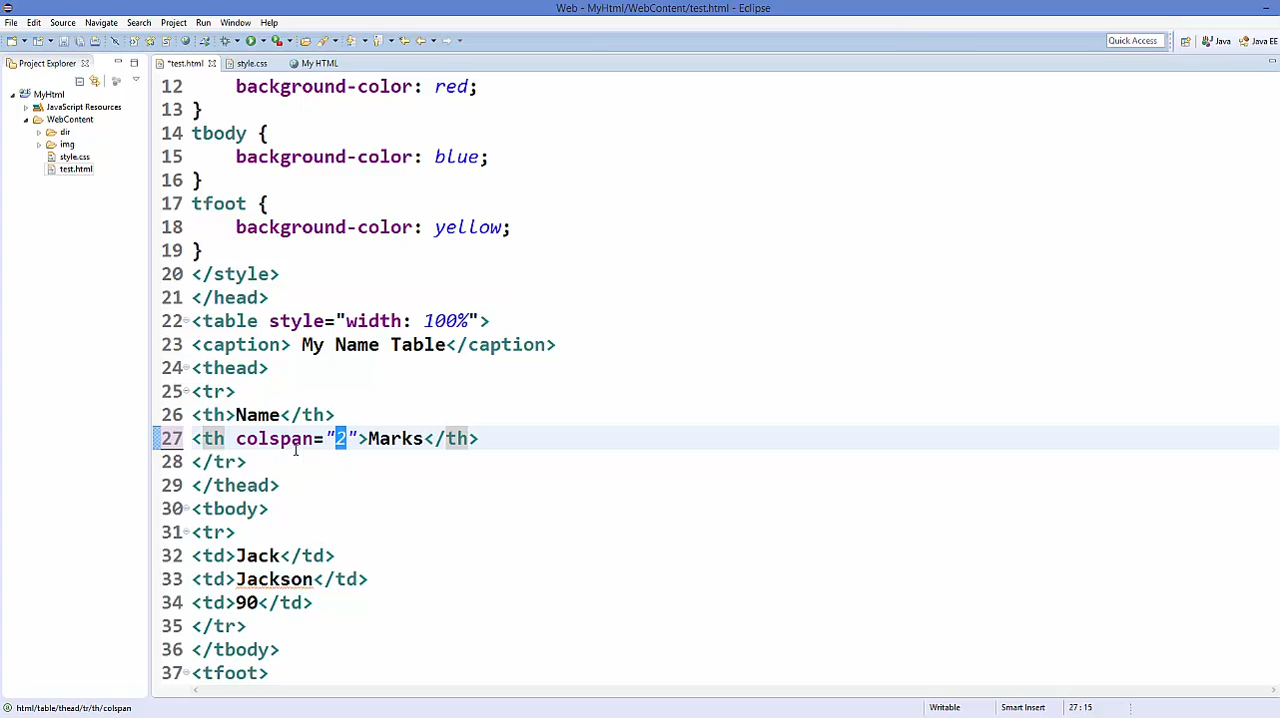 Web - MyHtml/WebContent/test.html - Eclipse
File Edit Source Navigate Search Project Run Window Help
Quick Access Java Java EE
Project Explorer *test.html style.css My HTML
MyHtml
JavaScript Resources
WebContent
dir
img
style.css
test.html
12 background-color: red;
13 }
14 tbody {
15 background-color: blue;
16 }
17 tfoot {
18 background-color: yellow;
19 }
20 </style>
21 </head>
22 <table style="width: 100%">
23 <caption> My Name Table</caption>
24 <thead>
25 <tr>
26 <th>Name</th>
27 <th colspan="2">Marks</th>
28 </tr>
29 </thead>
30 <tbody>
31 <tr>
32 <td>Jack</td>
33 <td>Jackson</td>
34 <td>90</td>
35 </tr>
36 </tbody>
37 <tfoot>
html/table/thead/tr/th/colspan Writable Smart Insert 27 : 15